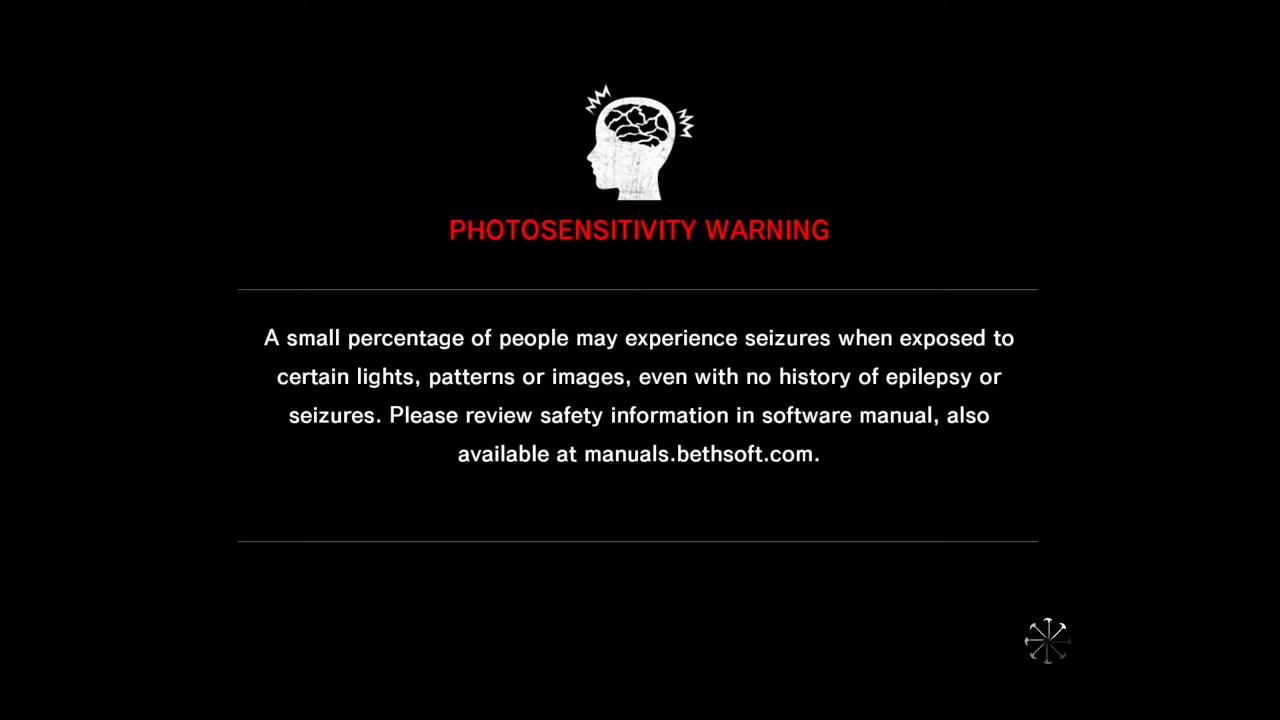 PHOTOSENSITIVITY WARNING
A small percentage of people may experience seizures when exposed to
certain lights, patterns or images, even with no history of epilepsy or
seizures. Please review safety information in software manual, also
available at manuals.bethsoft.com.